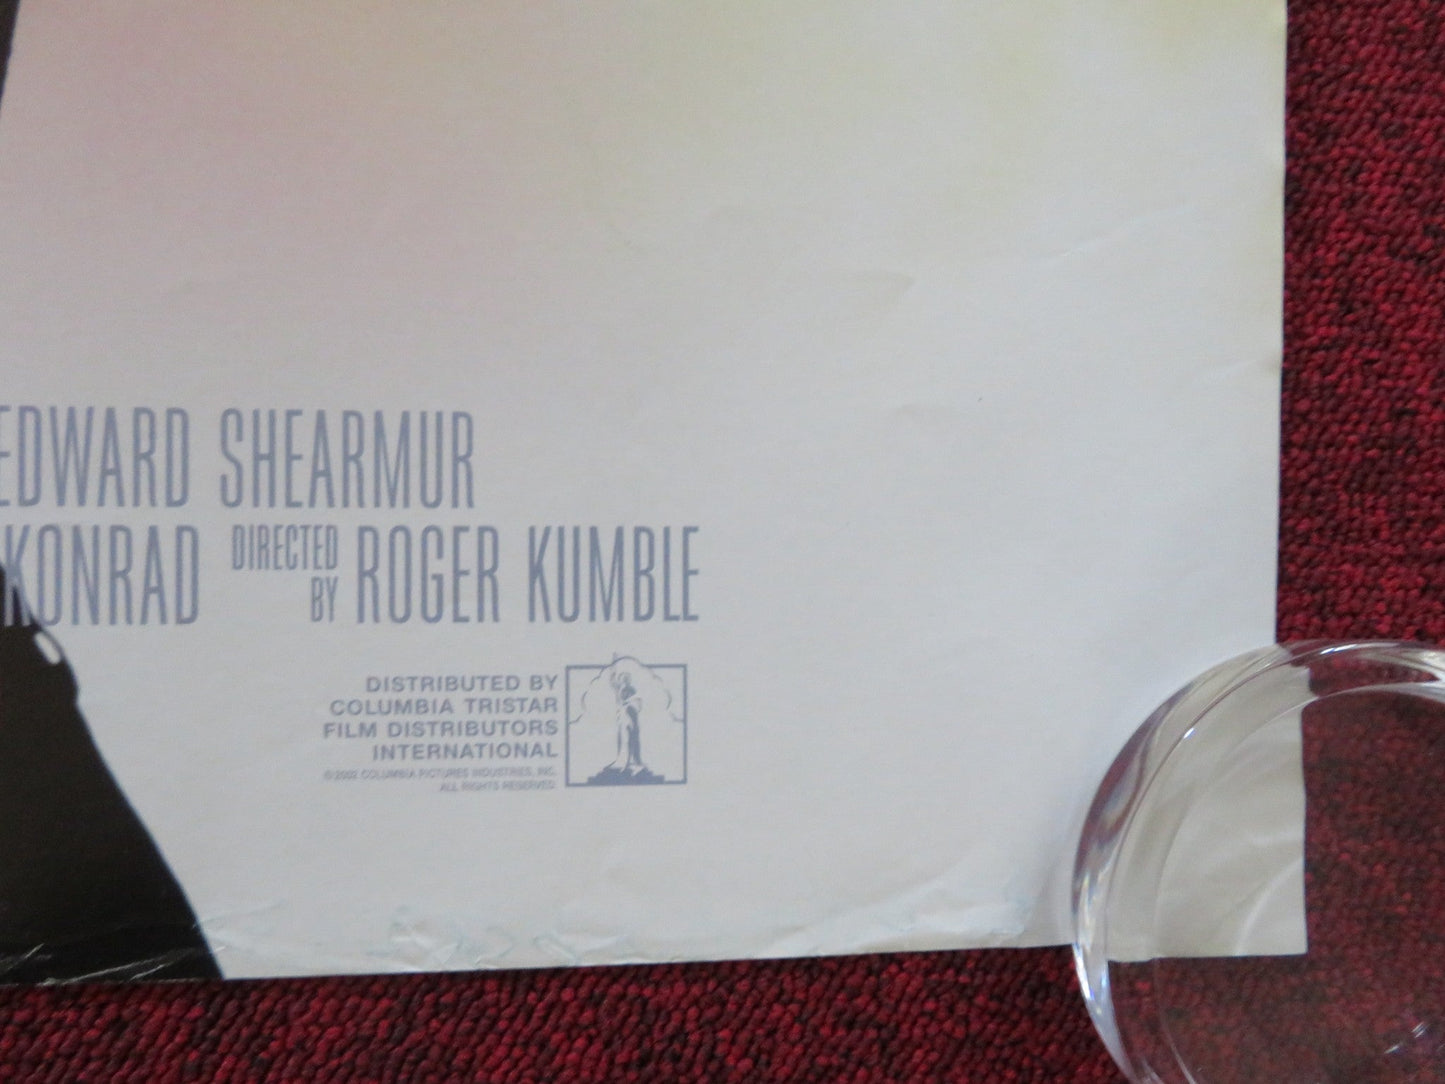 EDWARD SHEARMUR
KONRAD DIRECTED BY ROGER KUMBLE
DISTRIBUTED BY
COLUMBIA TRISTAR
FILM DISTRIBUTORS
INTERNATIONAL
©2002 COLUMBIA PICTURES INDUSTRIES, INC.
ALL RIGHTS RESERVED.